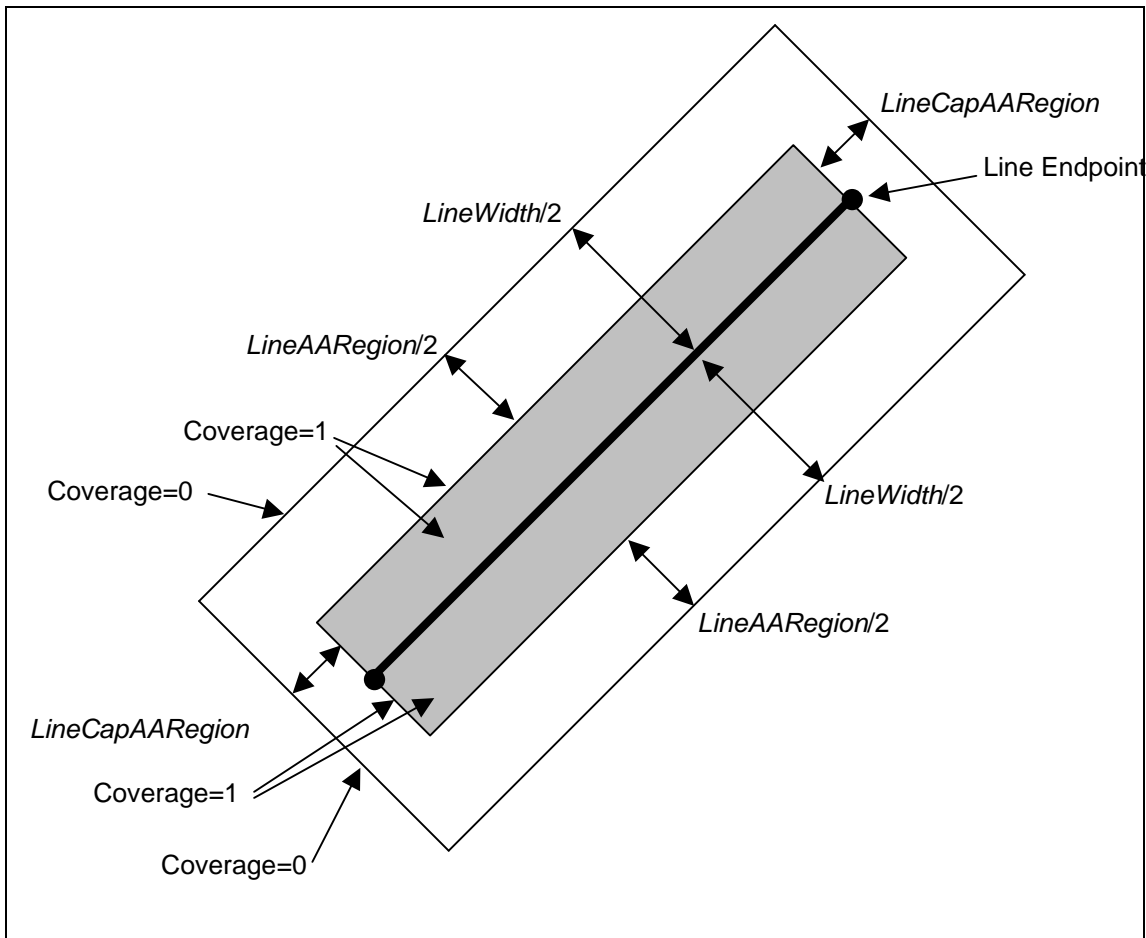 LineCapAARegion
Line Endpoint
LineWidth/2
LineAARegion/2
Coverage=1
Coverage=0
LineWidth/2
LineAARegion/2
LineCapAARegion
Coverage=1
Coverage=0